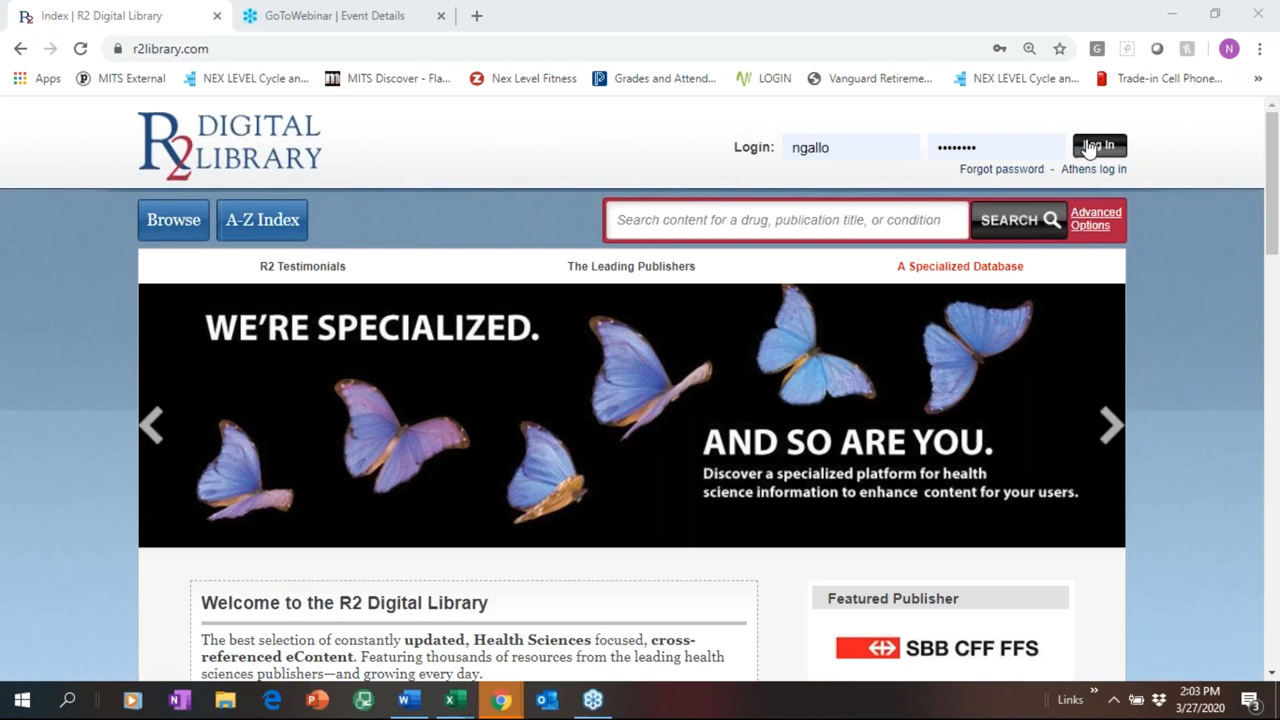 Index | R2 Digital Library
GoToWebinar | Event Details
r2library.com
Apps
MITS External
NEX LEVEL Cycle an...
MITS Discover - Fla...
Nex Level Fitness
Grades and Attend...
LOGIN
Vanguard Retireme...
NEX LEVEL Cycle an...
Trade-in Cell Phone...
»
R2 DIGITAL LIBRARY
Login: ngallo •••••••• Log In
Forgot password - Athens log in
Browse A-Z Index
Search content for a drug, publication title, or condition SEARCH Advanced Options
R2 Testimonials The Leading Publishers A Specialized Database
WE'RE SPECIALIZED.
AND SO ARE YOU.
Discover a specialized platform for health
science information to enhance content for your users.
Welcome to the R2 Digital Library
The best selection of constantly updated, Health Sciences focused, cross-
referenced eContent. Featuring thousands of resources from the leading health
sciences publishers—and growing every day.
Featured Publisher
SBB CFF FFS
Links
2:03 PM
3/27/2020